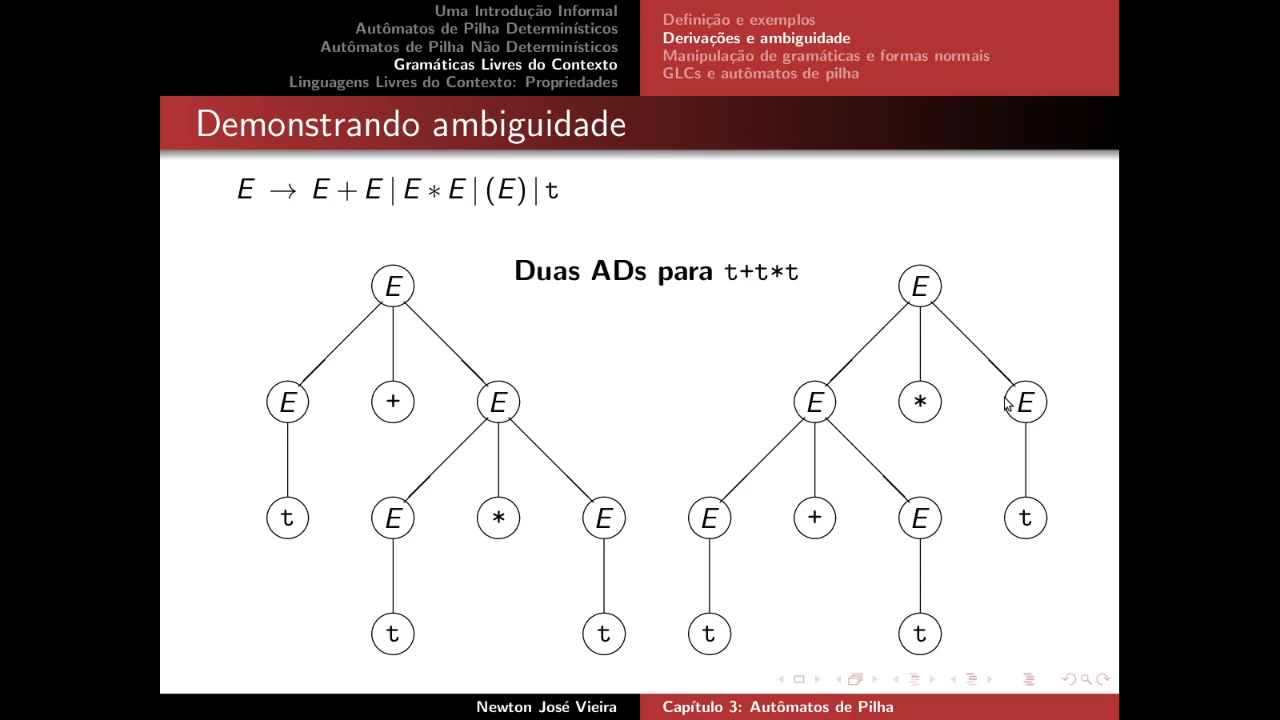 Uma Introdução Informal
Autômatos de Pilha Determinísticos
Autômatos de Pilha Não Determinísticos
Gramáticas Livres do Contexto
Linguagens Livres do Contexto: Propriedades
Definição e exemplos
Derivações e ambiguidade
Manipulação de gramáticas e formas normais
GLCs e autômatos de pilha
Demonstrando ambiguidade
E → E + E | E ∗ E | (E) | t
Duas ADs para t+t*t
E
E + E
t E * E
t t
E
E * E
E + E t
t t
Newton José Vieira
Capítulo 3: Autômatos de Pilha